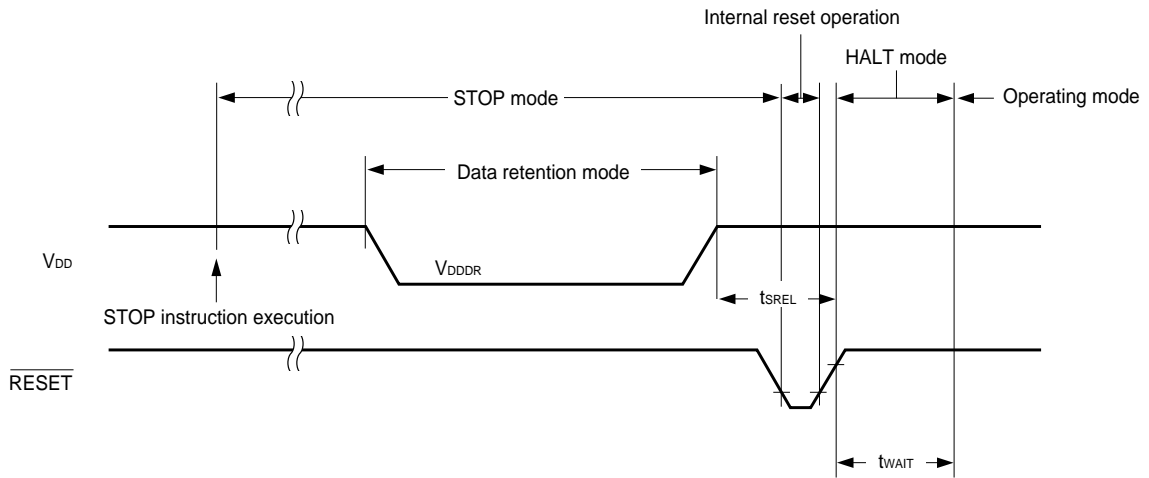 Internal reset operation
HALT mode
STOP mode
Operating mode
Data retention mode
VDD
VDDDR
tSREL
STOP instruction execution
RESET
tWAIT